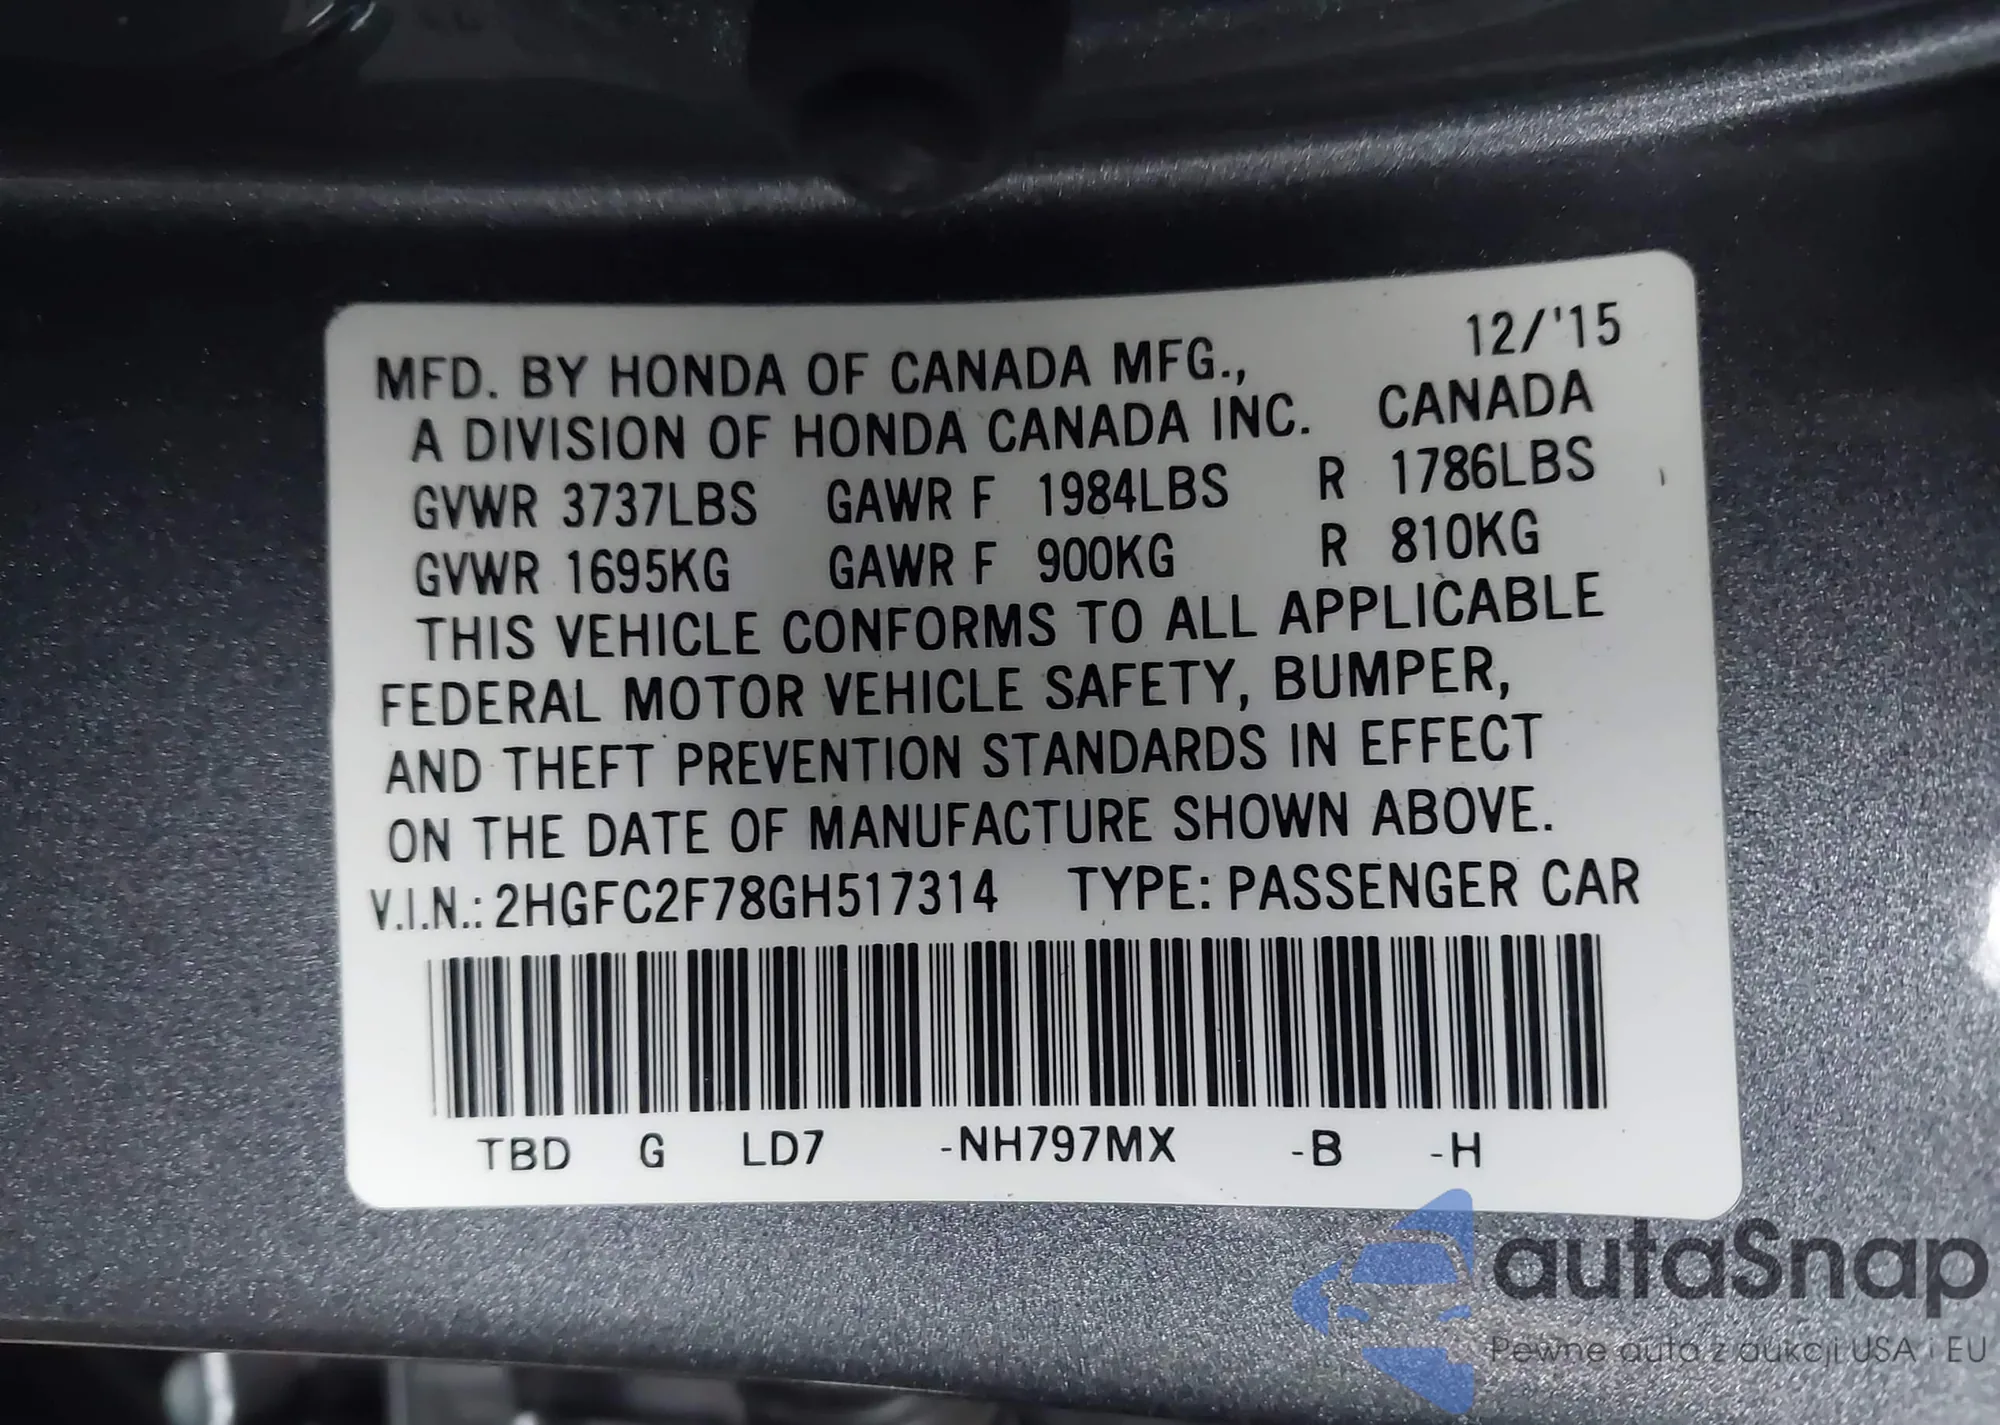 12/'15
MFD. BY HONDA OF CANADA MFG.,
A DIVISION OF HONDA CANADA INC. CANADA
GVWR 3737LBS GAWR F 1984LBS R 1786LBS
GVWR 1695KG GAWR F 900KG R 810KG
THIS VEHICLE CONFORMS TO ALL APPLICABLE
FEDERAL MOTOR VEHICLE SAFETY, BUMPER,
AND THEFT PREVENTION STANDARDS IN EFFECT
ON THE DATE OF MANUFACTURE SHOWN ABOVE.
V.I.N.: 2HGFC2F78GH517314 TYPE: PASSENGER CAR
TBD G LD7 -NH797MX -B -H
autaSnap
Pewne auta z aukcji USA i EU